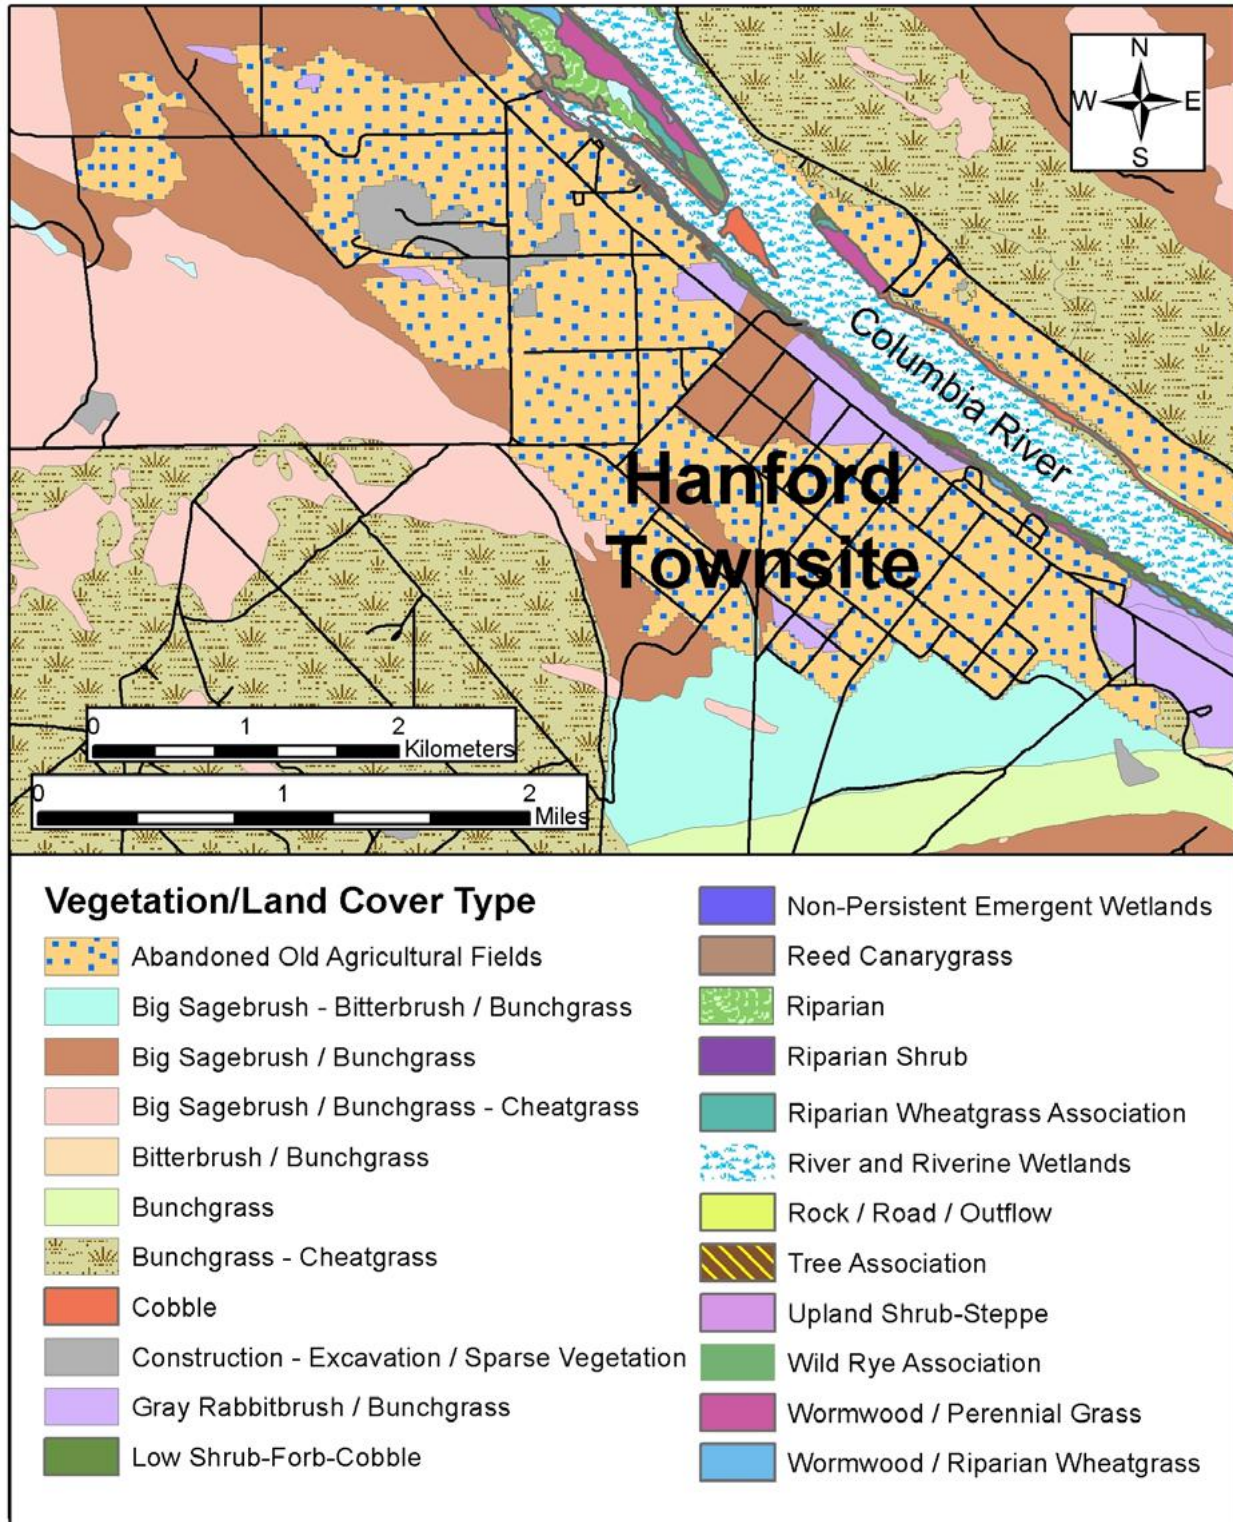 N
W E
S
Columbia River
Hanford
Townsite
0 1 2
Kilometers
0 1 2
Miles
Vegetation/Land Cover Type
Abandoned Old Agricultural Fields
Big Sagebrush - Bitterbrush / Bunchgrass
Big Sagebrush / Bunchgrass
Big Sagebrush / Bunchgrass - Cheatgrass
Bitterbrush / Bunchgrass
Bunchgrass
Bunchgrass - Cheatgrass
Cobble
Construction - Excavation / Sparse Vegetation
Gray Rabbitbrush / Bunchgrass
Low Shrub-Forb-Cobble
Non-Persistent Emergent Wetlands
Reed Canarygrass
Riparian
Riparian Shrub
Riparian Wheatgrass Association
River and Riverine Wetlands
Rock / Road / Outflow
Tree Association
Upland Shrub-Steppe
Wild Rye Association
Wormwood / Perennial Grass
Wormwood / Riparian Wheatgrass